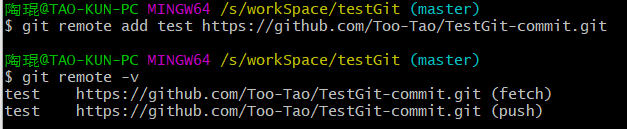 陶琨@TAO-KUN-PC MINGW64 /s/workSpace/testGit (master)
$ git remote add test https://github.com/Too-Tao/TestGit-commit.git
陶琨@TAO-KUN-PC MINGW64 /s/workSpace/testGit (master)
$ git remote -v
test    https://github.com/Too-Tao/TestGit-commit.git (fetch)
test    https://github.com/Too-Tao/TestGit-commit.git (push)